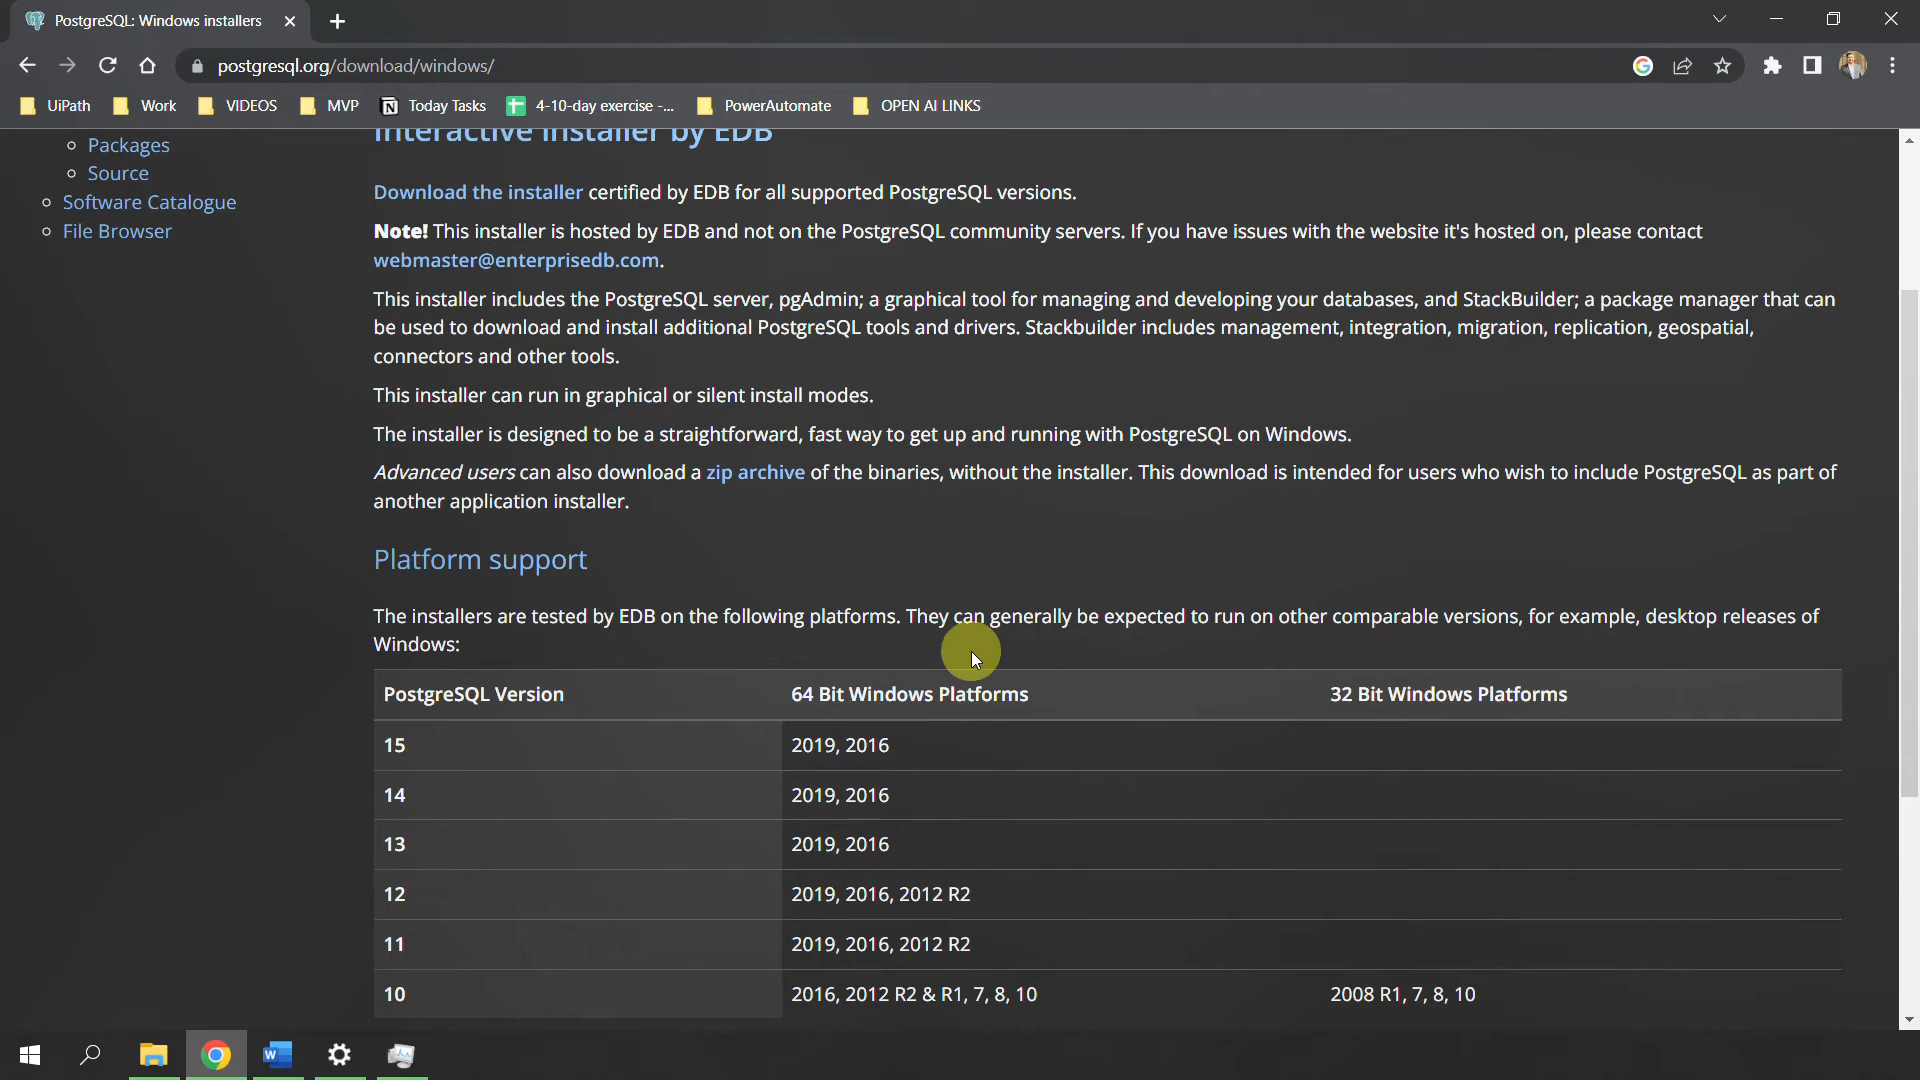 PostgreSQL: Windows installers
postgresql.org/download/windows/
UiPath
Work
VIDEOS
MVP
Today Tasks
4-10-day exercise -...
PowerAutomate
OPEN AI LINKS
Packages
Source
Software Catalogue
File Browser
Interactive installer by EDB
Download the installer certified by EDB for all supported PostgreSQL versions.
Note! This installer is hosted by EDB and not on the PostgreSQL community servers. If you have issues with the website it's hosted on, please contact
webmaster@enterprisedb.com.
This installer includes the PostgreSQL server, pgAdmin; a graphical tool for managing and developing your databases, and StackBuilder; a package manager that can
be used to download and install additional PostgreSQL tools and drivers. Stackbuilder includes management, integration, migration, replication, geospatial,
connectors and other tools.
This installer can run in graphical or silent install modes.
The installer is designed to be a straightforward, fast way to get up and running with PostgreSQL on Windows.
Advanced users can also download a zip archive of the binaries, without the installer. This download is intended for users who wish to include PostgreSQL as part of
another application installer.
Platform support
The installers are tested by EDB on the following platforms. They can generally be expected to run on other comparable versions, for example, desktop releases of
Windows:
PostgreSQL Version 64 Bit Windows Platforms 32 Bit Windows Platforms
15 2019, 2016
14 2019, 2016
13 2019, 2016
12 2019, 2016, 2012 R2
11 2019, 2016, 2012 R2
10 2016, 2012 R2 & R1, 7, 8, 10 2008 R1, 7, 8, 10